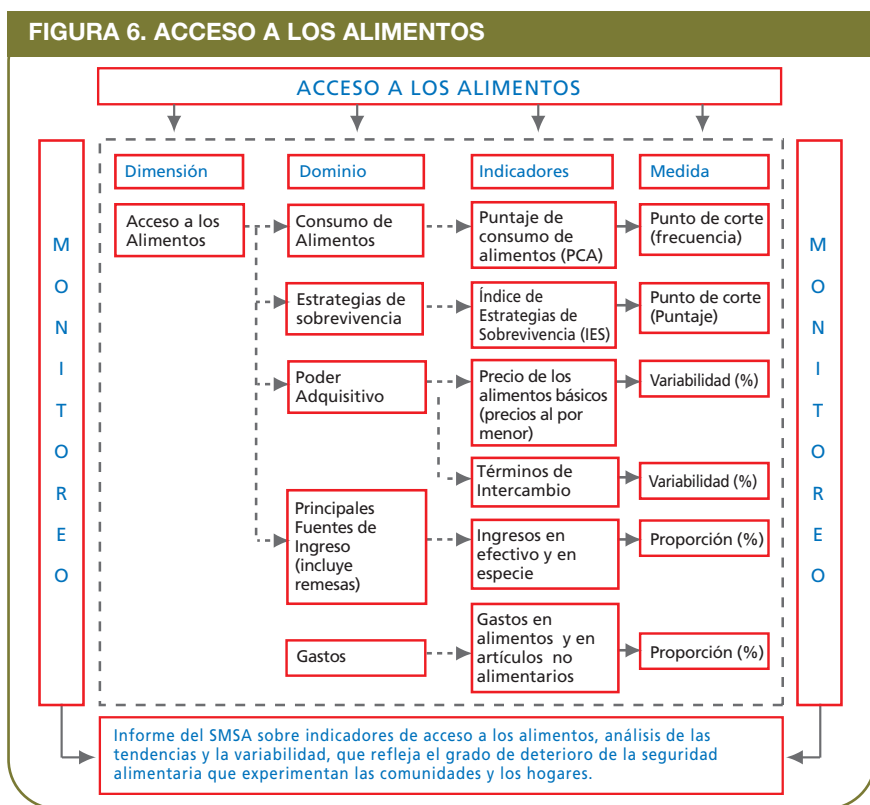 FIGURA 6. ACCESO A LOS ALIMENTOS
ACCESO A LOS ALIMENTOS
M
O
N
I
T
O
R
E
O
Dimensión
Dominio
Indicadores
Medida
Acceso a los
Alimentos
Consumo de
Alimentos
Puntaje de
consumo de
alimentos (PCA)
Punto de corte
(frecuencia)
Estrategias de
sobrevivencia
Índice de
Estrategias de
Sobrevivencia (IES)
Punto de corte
(Puntaje)
Poder
Adquisitivo
Precio de los
alimentos básicos
(precios al por
menor)
Variabilidad (%)
Términos de
Intercambio
Variabilidad (%)
Principales
Fuentes de
Ingreso
(incluye
remesas)
Ingresos en
efectivo y en
especie
Proporción (%)
Gastos
Gastos en
alimentos y en
artículos no
alimentarios
Proporción (%)
M
O
N
I
T
O
R
E
O
Informe del SMSA sobre indicadores de acceso a los alimentos, análisis de las
tendencias y la variabilidad, que refleja el grado de deterioro de la seguridad
alimentaria que experimentan las comunidades y los hogares.